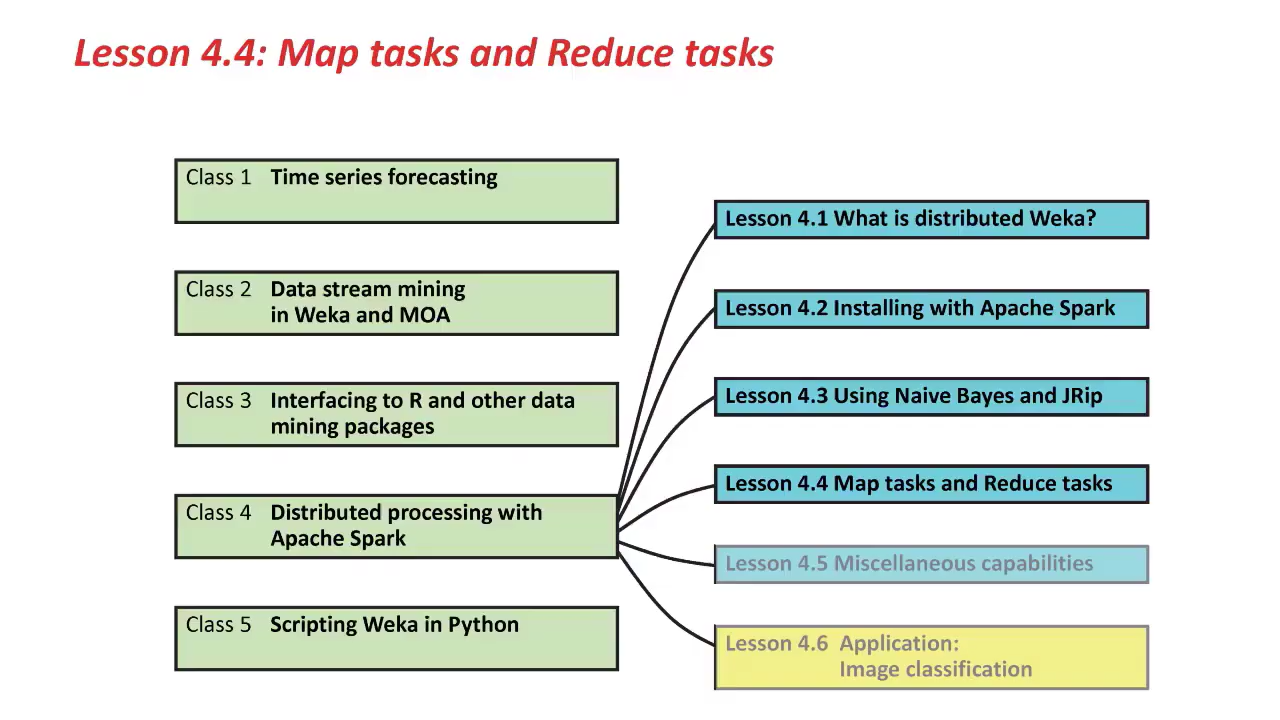 Lesson 4.4: Map tasks and Reduce tasks
Class 1 Time series forecasting
Class 2 Data stream mining
in Weka and MOA
Class 3 Interfacing to R and other data
mining packages
Class 4 Distributed processing with
Apache Spark
Class 5 Scripting Weka in Python
Lesson 4.1 What is distributed Weka?
Lesson 4.2 Installing with Apache Spark
Lesson 4.3 Using Naive Bayes and JRip
Lesson 4.4 Map tasks and Reduce tasks
Lesson 4.5 Miscellaneous capabilities
Lesson 4.6 Application:
Image classification